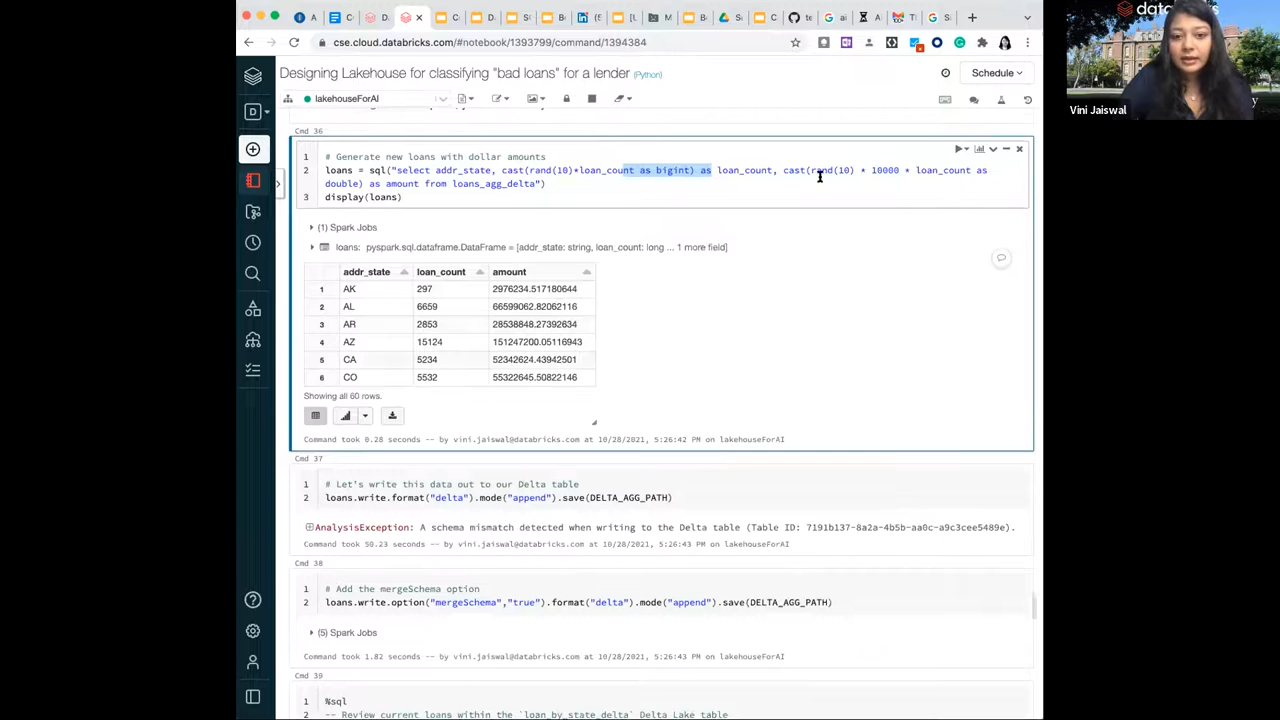 cse.cloud.databricks.com/#notebook/1393799/command/1394384
Designing Lakehouse for classifying "bad loans" for a lender (Python)
Schedule
lakehouseForAI
Cmd 36
1 # Generate new loans with dollar amounts
2 loans = sql("select addr_state, cast(rand(10)*loan_count as bigint) as loan_count, cast(rand(10) * 10000 * loan_count as
double) as amount from loans_agg_delta")
3 display(loans)
(1) Spark Jobs
loans: pyspark.sql.dataframe.DataFrame = [addr_state: string, loan_count: long ... 1 more field]
addr_state loan_count amount
1 AK 297 2976234.517180644
2 AL 6659 66599062.82062116
3 AR 2853 28538848.27392634
4 AZ 15124 151247200.05116943
5 CA 5234 52342624.43942501
6 CO 5532 55322645.50822146
Showing all 60 rows.
Command took 0.28 seconds -- by vini.jaiswal@databricks.com at 10/28/2021, 5:26:42 PM on lakehouseForAI
Cmd 37
1 # Let's write this data out to our Delta table
2 loans.write.format("delta").mode("append").save(DELTA_AGG_PATH)
AnalysisException: A schema mismatch detected when writing to the Delta table (Table ID: 7191b137-8a2a-4b5b-aa0c-a9c3cee5489e).
Command took 50.23 seconds -- by vini.jaiswal@databricks.com at 10/28/2021, 5:26:43 PM on lakehouseForAI
Cmd 38
1 # Add the mergeSchema option
2 loans.write.option("mergeSchema","true").format("delta").mode("append").save(DELTA_AGG_PATH)
(5) Spark Jobs
Command took 1.82 seconds -- by vini.jaiswal@databricks.com at 10/28/2021, 5:26:43 PM on lakehouseForAI
Cmd 39
1 %sql
2 -- Review current loans within the `loan_by_state_delta` Delta Lake table
Vini Jaiswal